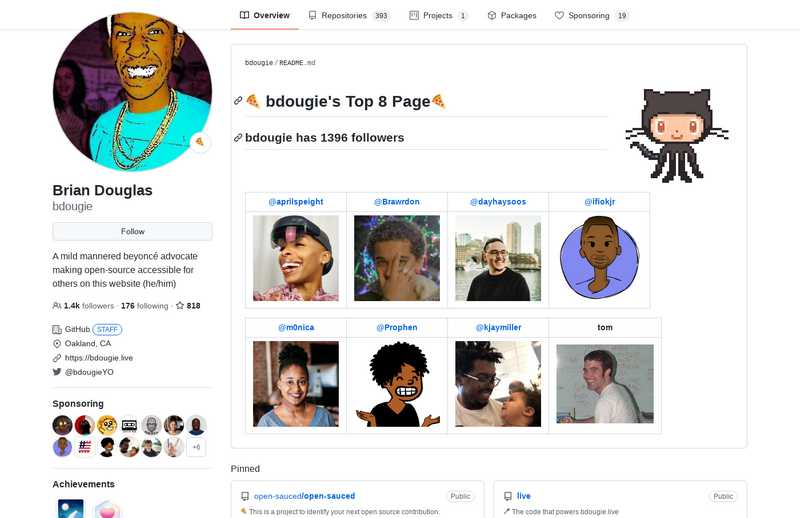 Overview
Repositories 393
Projects 1
Packages
Sponsoring 19
Brian Douglas
bdougie
Follow
A mild mannered beyoncé advocate
making open-source accessible for
others on this website (he/him)
1.4k followers · 176 following · 818
GitHub STAFF
Oakland, CA
https://bdougie.live
@bdougieYO
Sponsoring
+6
Achievements
bdougie / README.md
🍕 bdougie's Top 8 Page🍕
bdougie has 1396 followers
@aprilspeight @Brawrdon @dayhaysoos @ifiokjr
@m0nica @Prophen @kjaymiller tom
Pinned
open-sauced/open-sauced Public
🍕 This is a project to identify your next open source contribution.
live Public
🎤 The code that powers bdougie.live